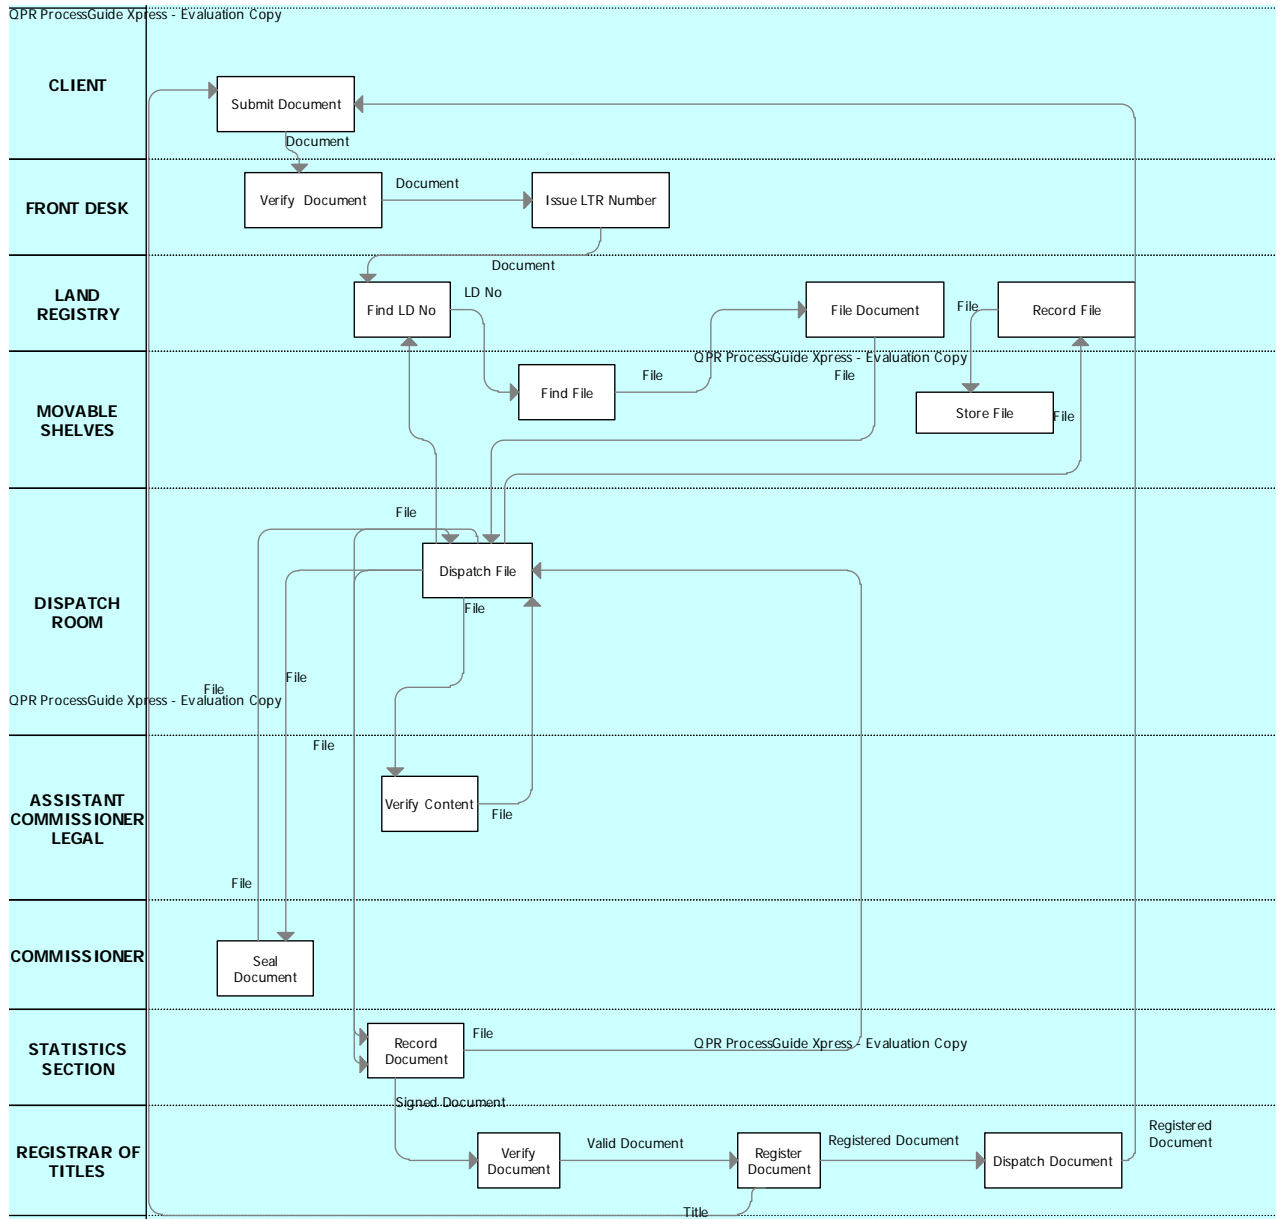 QPR ProcessGuide Xpress - Evaluation Copy
CLIENT
Submit Document
Document
FRONT DESK
Verify Document
Document
Issue LTR Number
Document
LAND
REGISTRY
Find LD No
LD No
File Document
File
Record File
QPR ProcessGuide Xpress - Evaluation Copy
MOVABLE
SHELVES
Find File
File
File
Store File
File
DISPATCH
ROOM
File
Dispatch File
File
File
File
QPR ProcessGuide Xpress - Evaluation Copy
File
ASSISTANT
COMMISSIONER
LEGAL
Verify Content
File
File
COMMISSIONER
Seal
Document
STATISTICS
SECTION
Record
Document
File
QPR ProcessGuide Xpress - Evaluation Copy
Signed Document
REGISTRAR OF
TITLES
Verify
Document
Valid Document
Register
Document
Registered Document
Dispatch Document
Registered
Document
Title